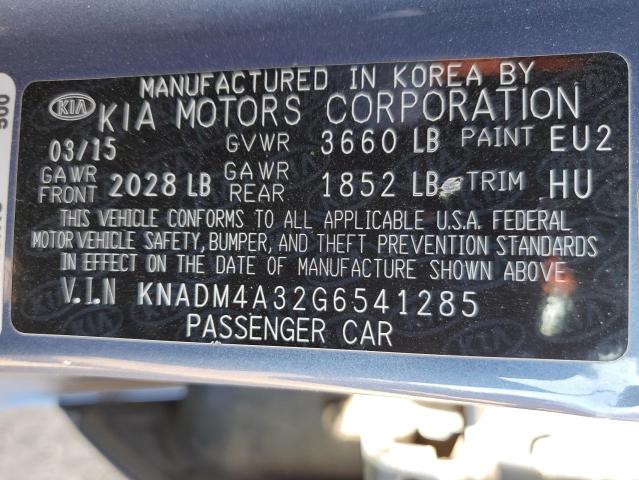 MANUFACTURED IN KOREA BY
KIA KIA MOTORS CORPORATION
03/15 GVWR 3660 LB PAINT EU2
GAWR FRONT 2028 LB GAWR REAR 1852 LB TRIM HU
THIS VEHICLE CONFORMS TO ALL APPLICABLE U.S.A. FEDERAL
MOTOR VEHICLE SAFETY, BUMPER, AND THEFT PREVENTION STANDARDS
IN EFFECT ON THE DATE OF MANUFACTURE SHOWN ABOVE
V.I.N KNADM4A32G6541285
PASSENGER CAR
500